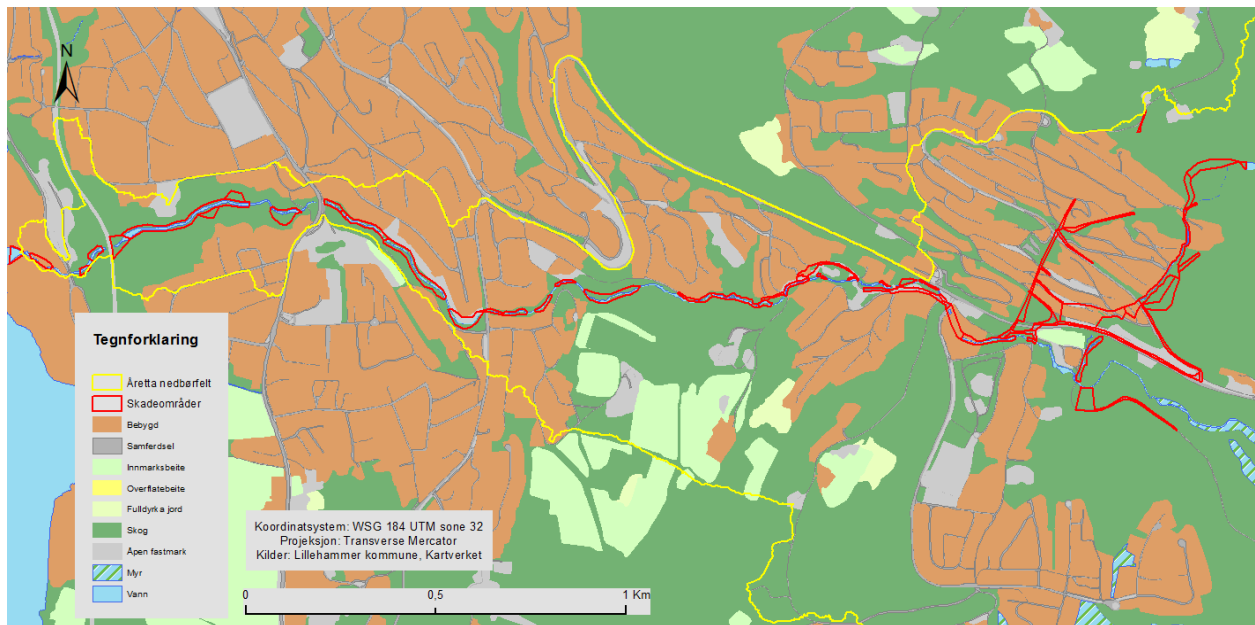 N
Tegnforklaring
Åretta nedbørfelt
Skadeområder
Bebygd
Samferdsel
Innmarksbeite
Overflatebeite
Fulldyrka jord
Skog
Åpen fastmark
Myr
Vann
Koordinatsystem: WSG 184 UTM sone 32
Projeksjon: Transverse Mercator
Kilder: Lillehammer kommune, Kartverket
0 0,5 1 Km